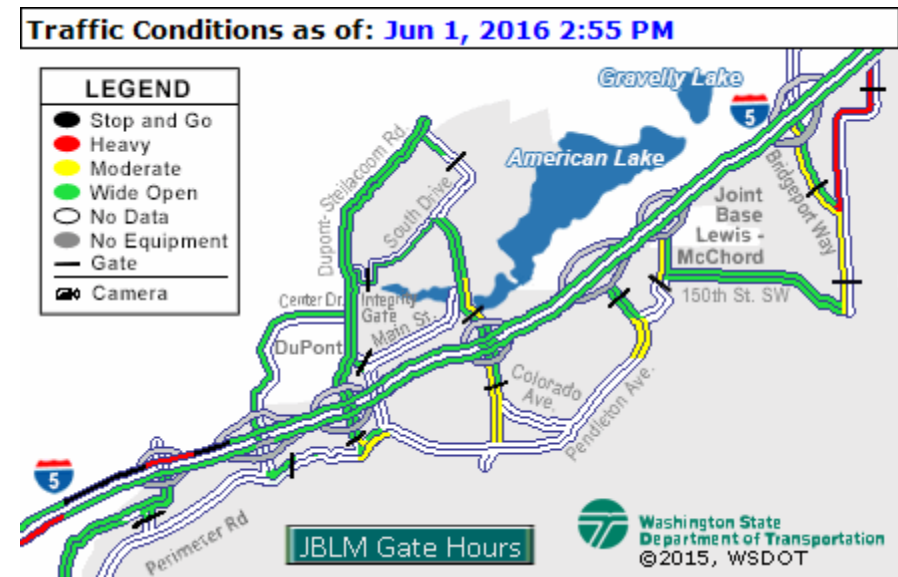 Traffic Conditions as of: Jun 1, 2016 2:55 PM
LEGEND
Stop and Go
Heavy
Moderate
Wide Open
No Data
No Equipment
Gate
Camera
Gravelly Lake
5
American Lake
Dupont-Steilacoom Rd
South Drive
Bridgeport Way
Joint
Base
Lewis -
McChord
150th St. SW
Center Dr.
Integrity
Gate
Main St.
DuPont
Colorado
Ave.
Pendleton Ave.
5
Perimeter Rd
JBLM Gate Hours
Washington State
Department of Transportation
©2015, WSDOT